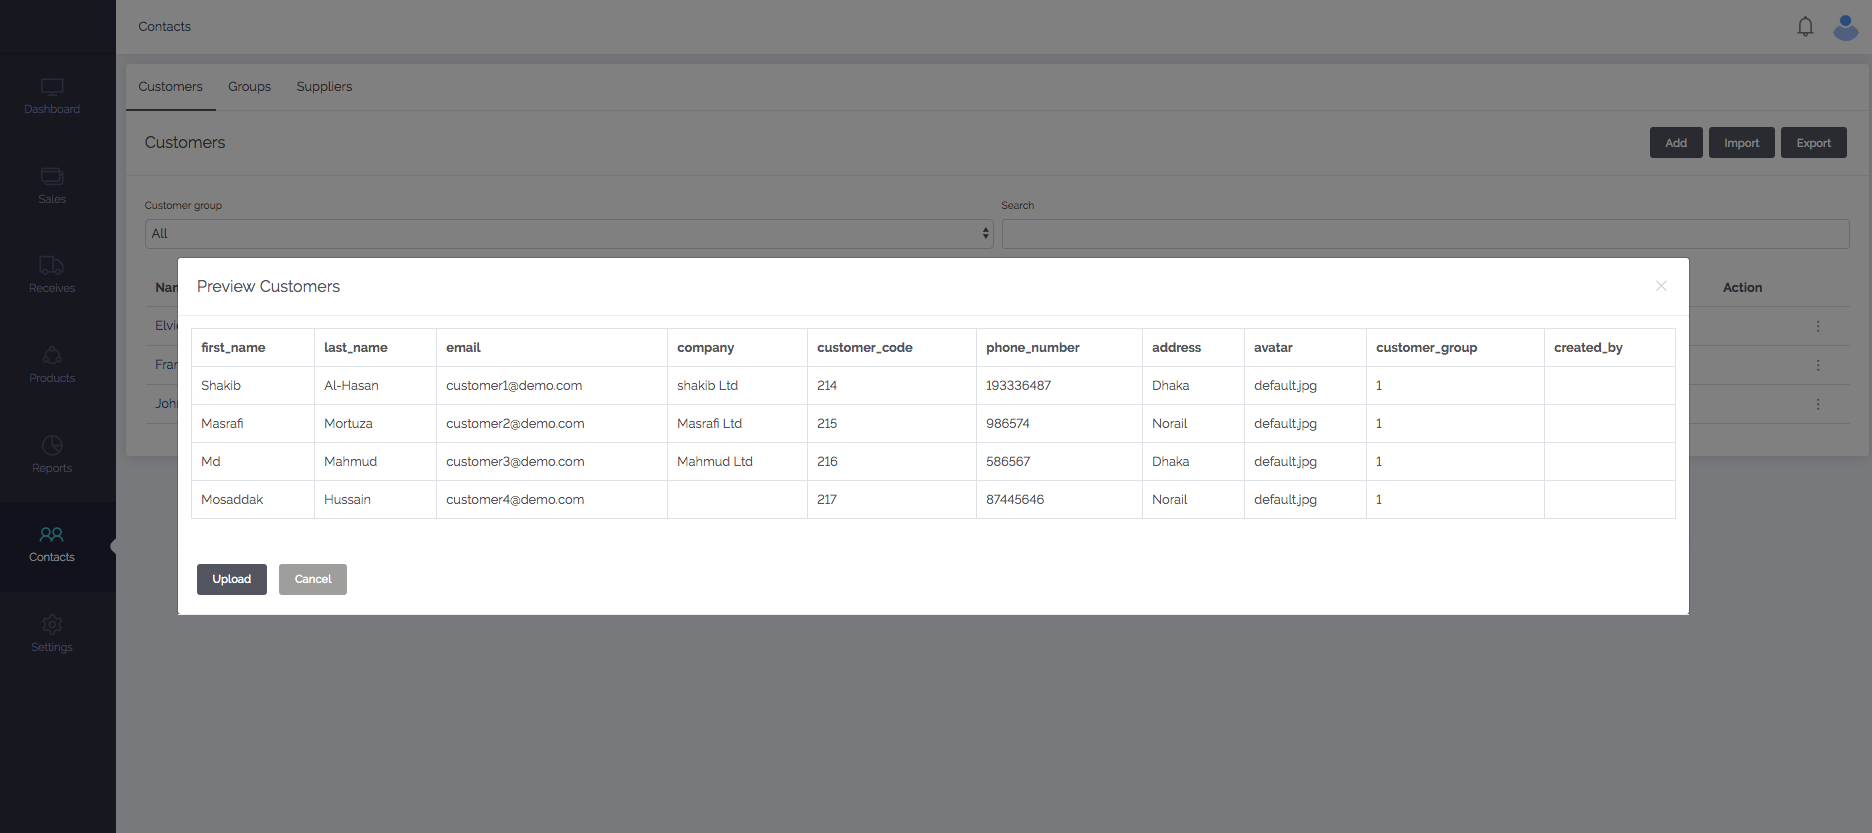 Contacts
Dashboard
Sales
Receives
Products
Reports
Contacts
Settings
Customers Groups Suppliers
Customers
Add Import Export
Customer group Search
All
Action
Preview Customers
first_name last_name email company customer_code phone_number address avatar customer_group created_by
Shakib Al-Hasan customer1@demo.com shakib Ltd 214 193336487 Dhaka default.jpg 1
Masrafi Mortuza customer2@demo.com Masrafi Ltd 215 986574 Norail default.jpg 1
Md Mahmud customer3@demo.com Mahmud Ltd 216 586567 Dhaka default.jpg 1
Mosaddak Hussain customer4@demo.com 217 87445646 Norail default.jpg 1
Upload Cancel